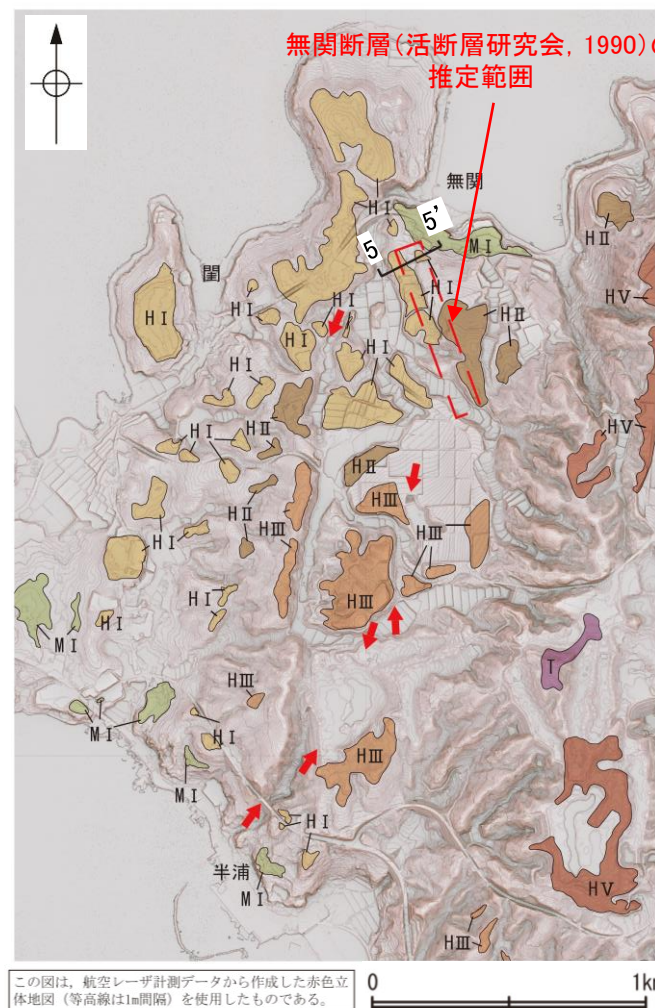 無関断層(活断層研究会, 1990)の
推定範囲
無関
HⅠ
5
5'
MⅠ
HⅡ
HⅤ
閨
HⅠ
HⅠ
HⅠ
HⅠ
HⅡ
HⅠ
HⅠ
HⅠ
HⅡ
HⅡ
HⅤ
HⅠ
HⅢ
HⅢ
HⅡ
HⅠ
HⅢ
HⅢ
HⅠ
HⅠ
MⅠ
T
HⅢ
MⅠ
HⅠ
HⅢ
MⅠ
HⅠ
半浦
MⅠ
HⅤ
HⅢ
この図は，航空レーザ計測データから作成した赤色立
体地図（等高線は1m間隔）を使用したものである。
0
1k